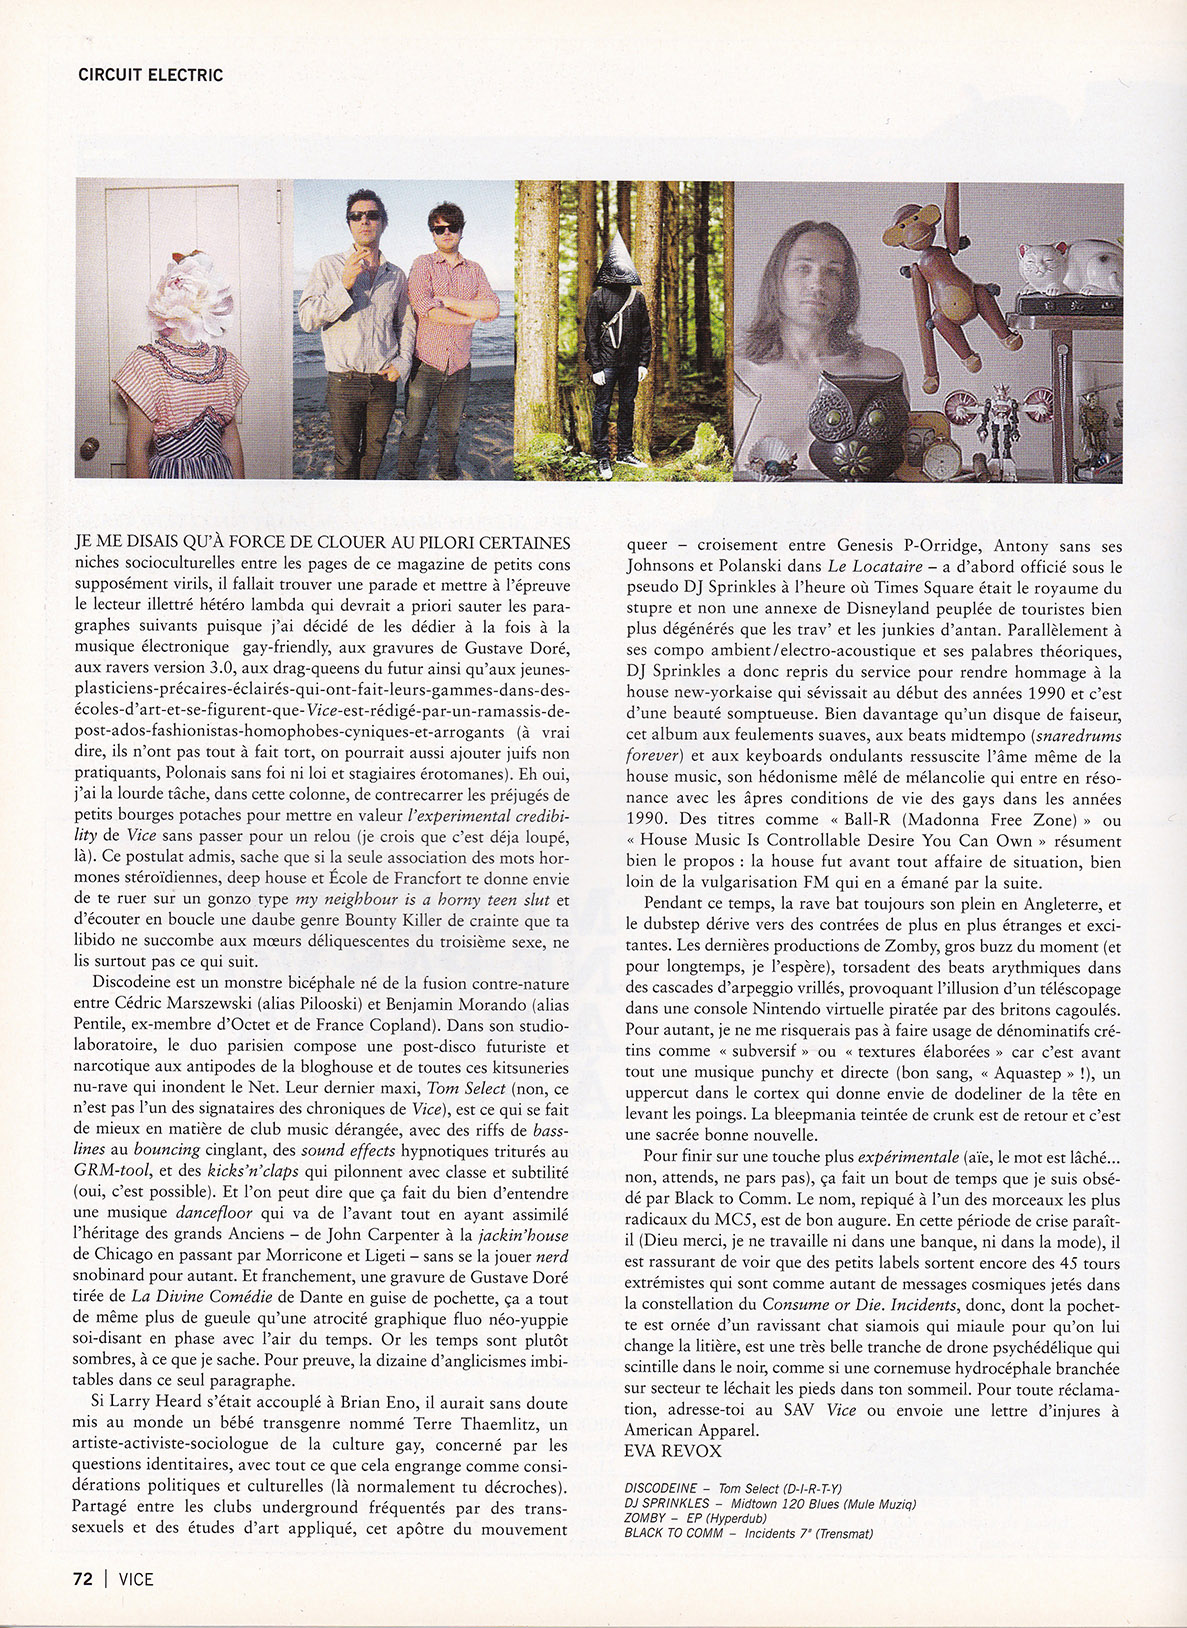 CIRCUIT ELECTRIC
JE ME DISAIS QU'À FORCE DE CLOUER AU PILORI CERTAINES
niches socioculturelles entre les pages de ce magazine de petits cons
supposément virils, il fallait trouver une parade et mettre à l'épreuve
le lecteur illettré hétéro lambda qui devrait a priori sauter les para-
graphes suivants puisque j'ai décidé de les dédier à la fois à la
musique électronique gay-friendly, aux gravures de Gustave Doré,
aux ravers version 3.0, aux drag-queens du futur ainsi qu'aux jeunes-
plasticiens-précaires-éclairés-qui-ont-fait-leurs-gammes-dans-des-
écoles-d'art-et-se-figurent-que-Vice-est-rédigé-par-un-ramassis-de-
post-ados-fashionistas-homophobes-cyniques-et-arrogants (à vrai
dire, ils n'ont pas tout à fait tort, on pourrait aussi ajouter juifs non
pratiquants, Polonais sans foi ni loi et stagiaires érotomanes). Eh oui,
j'ai la lourde tâche, dans cette colonne, de contrecarrer les préjugés de
petits bourges potaches pour mettre en valeur l'experimental credibi-
lity de Vice sans passer pour un relou (je crois que c'est déja loupé,
là). Ce postulat admis, sache que si la seule association des mots hor-
mones stéroïdiennes, deep house et École de Francfort te donne envie
de te ruer sur un gonzo type my neighbour is a horny teen slut et
d'écouter en boucle une daube genre Bounty Killer de crainte que ta
libido ne succombe aux mœurs déliquescentes du troisième sexe, ne
lis surtout pas ce qui suit.
Discodeine est un monstre bicéphale né de la fusion contre-nature
entre Cédric Marszewski (alias Pilooski) et Benjamin Morando (alias
Pentile, ex-membre d'Octet et de France Copland). Dans son studio-
laboratoire, le duo parisien compose une post-disco futuriste et
narcotique aux antipodes de la bloghouse et de toutes ces kitsuneries
nu-rave qui inondent le Net. Leur dernier maxi, Tom Select (non, ce
n'est pas l'un des signataires des chroniques de Vice), est ce qui se fait
de mieux en matière de club music dérangée, avec des riffs de bass-
lines au bouncing cinglant, des sound effects hypnotiques triturés au
GRM-tool, et des kicks'n'claps qui pilonnent avec classe et subtilité
(oui, c'est possible). Et l'on peut dire que ça fait du bien d'entendre
une musique dancefloor qui va de l'avant tout en ayant assimilé
l'héritage des grands Anciens – de John Carpenter à la jackin'house
de Chicago en passant par Morricone et Ligeti – sans se la jouer nerd
snobinard pour autant. Et franchement, une gravure de Gustave Doré
tirée de La Divine Comédie de Dante en guise de pochette, ça a tout
de même plus de gueule qu'une atrocité graphique fluo néo-yuppie
soi-disant en phase avec l'air du temps. Or les temps sont plutôt
sombres, à ce que je sache. Pour preuve, la dizaine d'anglicismes imbi-
tables dans ce seul paragraphe.
Si Larry Heard s'était accouplé à Brian Eno, il aurait sans doute
mis au monde un bébé transgenre nommé Terre Thaemlitz, un
artiste-activiste-sociologue de la culture gay, concerné par les
questions identitaires, avec tout ce que cela engrange comme consi-
dérations politiques et culturelles (là normalement tu décroches).
Partagé entre les clubs underground fréquentés par des trans-
sexuels et des études d'art appliqué, cet apôtre du mouvement
queer – croisement entre Genesis P-Orridge, Antony sans ses
Johnsons et Polanski dans Le Locataire – a d'abord officié sous le
pseudo DJ Sprinkles à l'heure où Times Square était le royaume du
stupre et non une annexe de Disneyland peuplée de touristes bien
plus dégénérés que les trav' et les junkies d'antan. Parallèlement à
ses compo ambient/electro-acoustique et ses palabres théoriques,
DJ Sprinkles a donc repris du service pour rendre hommage à la
house new-yorkaise qui sévissait au début des années 1990 et c'est
d'une beauté somptueuse. Bien davantage qu'un disque de faiseur,
cet album aux feulements suaves, aux beats midtempo (snaredrums
forever) et aux keyboards ondulants ressuscite l'âme même de la
house music, son hédonisme mêlé de mélancolie qui entre en réso-
nance avec les âpres conditions de vie des gays dans les années
1990. Des titres comme « Ball-R (Madonna Free Zone) » ou
« House Music Is Controllable Desire You Can Own » résument
bien le propos : la house fut avant tout affaire de situation, bien
loin de la vulgarisation FM qui en a émané par la suite.
Pendant ce temps, la rave bat toujours son plein en Angleterre, et
le dubstep dérive vers des contrées de plus en plus étranges et exci-
tantes. Les dernières productions de Zomby, gros buzz du moment (et
pour longtemps, je l'espère), torsadent des beats arythmiques dans
des cascades d'arpeggio vrillés, provoquant l'illusion d'un téléscopage
dans une console Nintendo virtuelle piratée par des britons cagoulés.
Pour autant, je ne me risquerais pas à faire usage de dénominatifs cré-
tins comme « subversif » ou « textures élaborées » car c'est avant
tout une musique punchy et directe (bon sang, « Aquastep » !), un
uppercut dans le cortex qui donne envie de dodeliner de la tête en
levant les poings. La bleepmania teintée de crunk est de retour et c'est
une sacrée bonne nouvelle.
Pour finir sur une touche plus expérimentale (aïe, le mot est lâché...
non, attends, ne pars pas), ça fait un bout de temps que je suis obsé-
dé par Black to Comm. Le nom, repiqué à l'un des morceaux les plus
radicaux du MC5, est de bon augure. En cette période de crise paraît-
il (Dieu merci, je ne travaille ni dans une banque, ni dans la mode), il
est rassurant de voir que des petits labels sortent encore des 45 tours
extrémistes qui sont comme autant de messages cosmiques jetés dans
la constellation du Consume or Die. Incidents, donc, dont la pochet-
te est ornée d'un ravissant chat siamois qui miaule pour qu'on lui
change la litière, est une très belle tranche de drone psychédélique qui
scintille dans le noir, comme si une cornemuse hydrocéphale branchée
sur secteur te léchait les pieds dans ton sommeil. Pour toute réclama-
tion, adresse-toi au SAV Vice ou envoie une lettre d'injures à
American Apparel.
EVA REVOX
DISCODEINE – Tom Select (D-I-R-T-Y)
DJ SPRINKLES – Midtown 120 Blues (Mule Muziq)
ZOMBY – EP (Hyperdub)
BLACK TO COMM – Incidents 7" (Trensmat)
72 | VICE